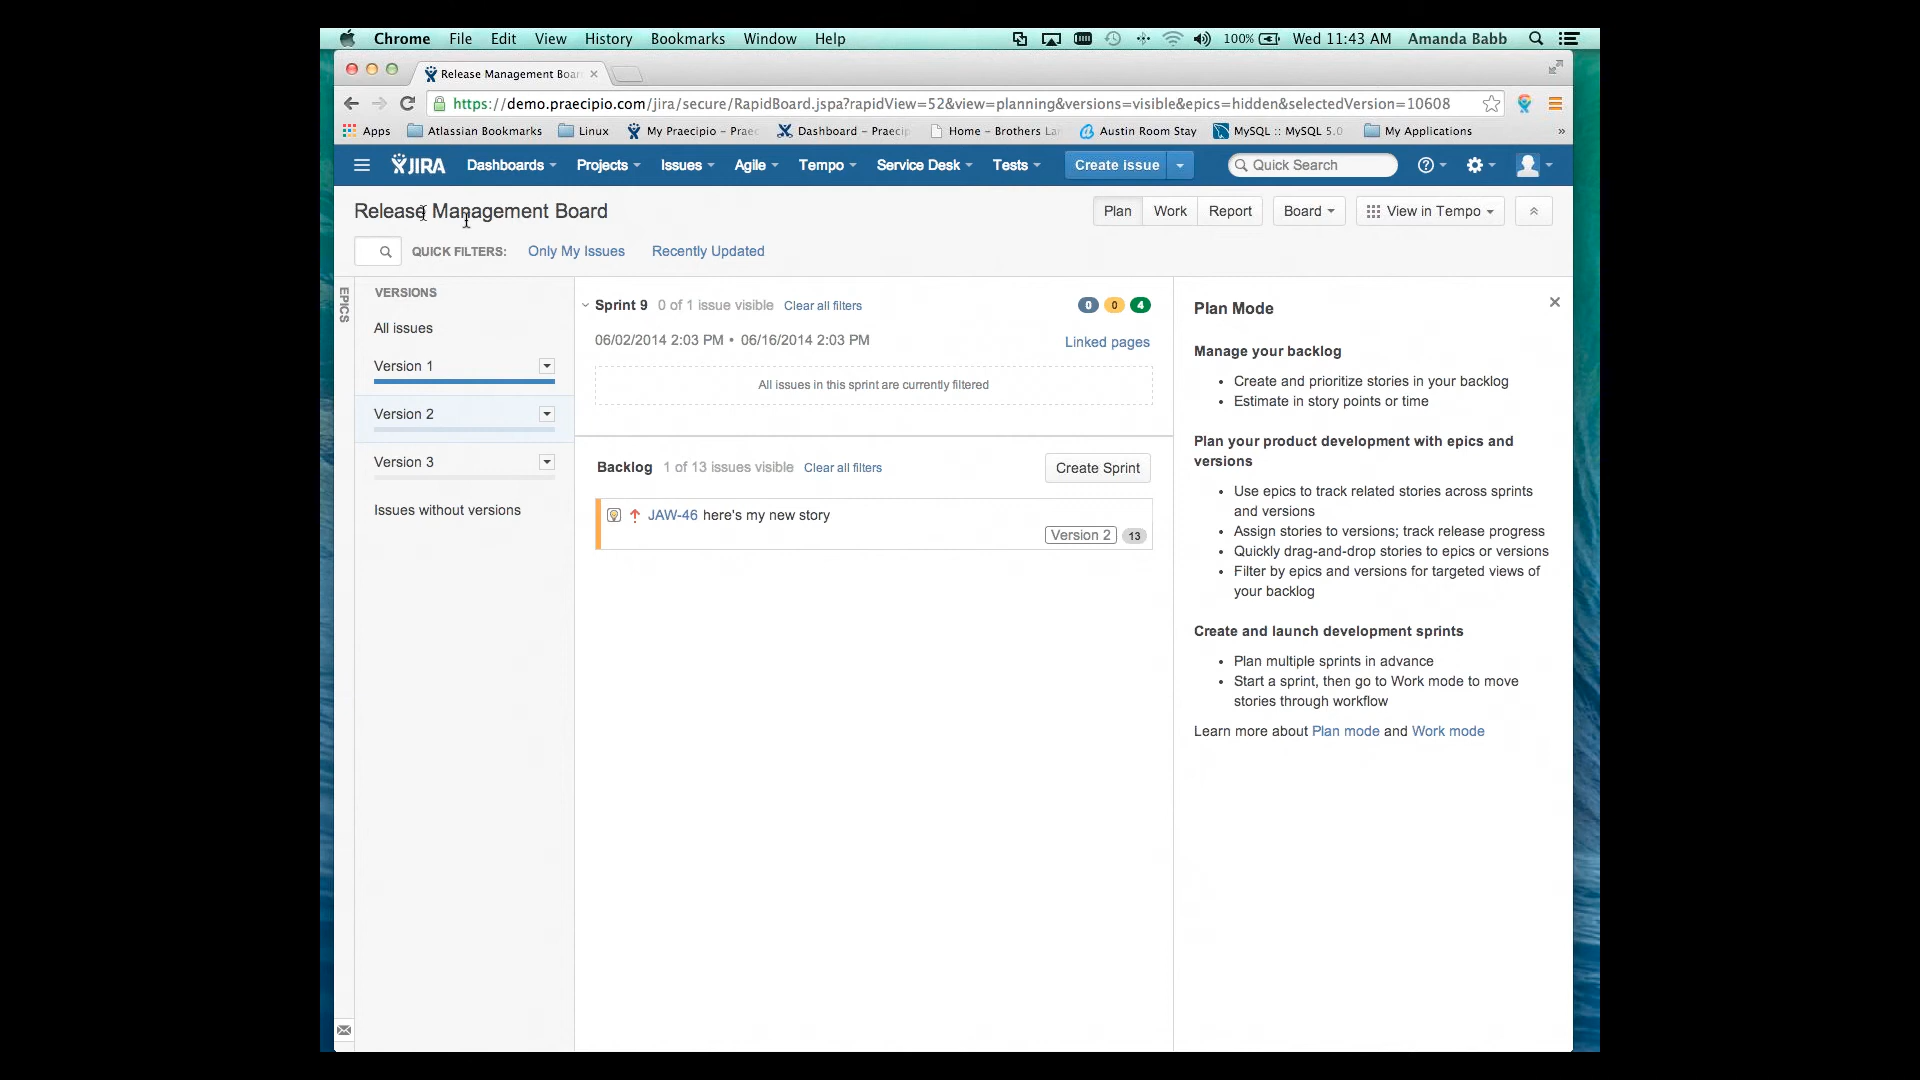 Chrome File Edit View History Bookmarks Window Help 100% Wed 11:43 AM Amanda Babb
Release Management Boar
https://demo.praecipio.com/jira/secure/RapidBoard.jspa?rapidView=52&view=planning&versions=visible&epics=hidden&selectedVersion=10608
Apps Atlassian Bookmarks Linux My Praecipio – Prae Dashboard – Praecip Home – Brothers La Austin Room Stay MySQL :: MySQL 5.0 My Applications »
JIRA Dashboards Projects Issues Agile Tempo Service Desk Tests Create issue Quick Search
Release Management Board Plan Work Report Board View in Tempo
QUICK FILTERS: Only My Issues Recently Updated
EPICS
VERSIONS
All issues
Version 1
Version 2
Version 3
Issues without versions
Sprint 9 0 of 1 issue visible Clear all filters 0 0 4
06/02/2014 2:03 PM • 06/16/2014 2:03 PM Linked pages
All issues in this sprint are currently filtered
Backlog 1 of 13 issues visible Clear all filters Create Sprint
JAW-46 here's my new story
Version 2 13
Plan Mode
Manage your backlog
• Create and prioritize stories in your backlog
• Estimate in story points or time
Plan your product development with epics and
versions
• Use epics to track related stories across sprints
and versions
• Assign stories to versions; track release progress
• Quickly drag-and-drop stories to epics or versions
• Filter by epics and versions for targeted views of
your backlog
Create and launch development sprints
• Plan multiple sprints in advance
• Start a sprint, then go to Work mode to move
stories through workflow
Learn more about Plan mode and Work mode